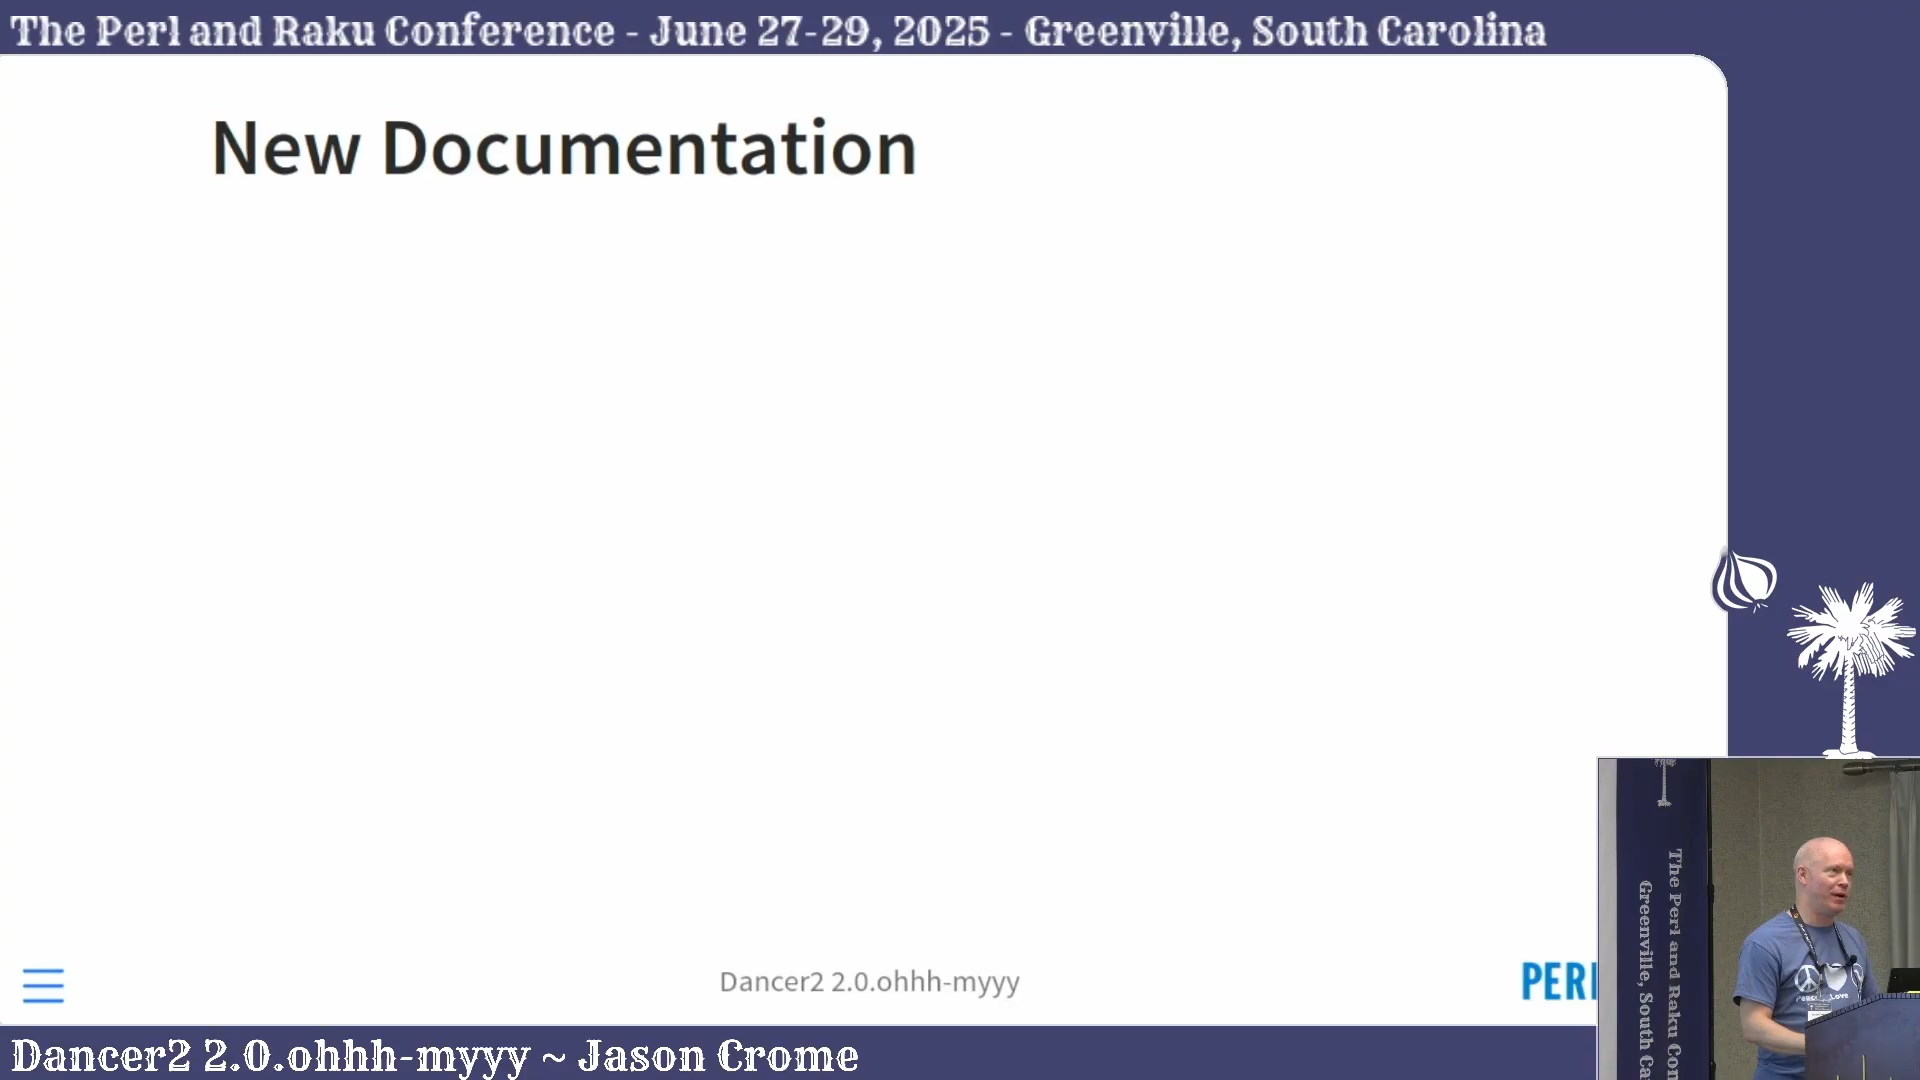 The Perl and Raku Conference - June 27-29, 2025 - Greenville, South Carolina
New Documentation
Dancer2 2.0.ohhh-myyy
PERL
The Perl and Raku Con
Greenville, South Ca
Love
Dancer2 2.0.ohhh-myyy ~ Jason Crome